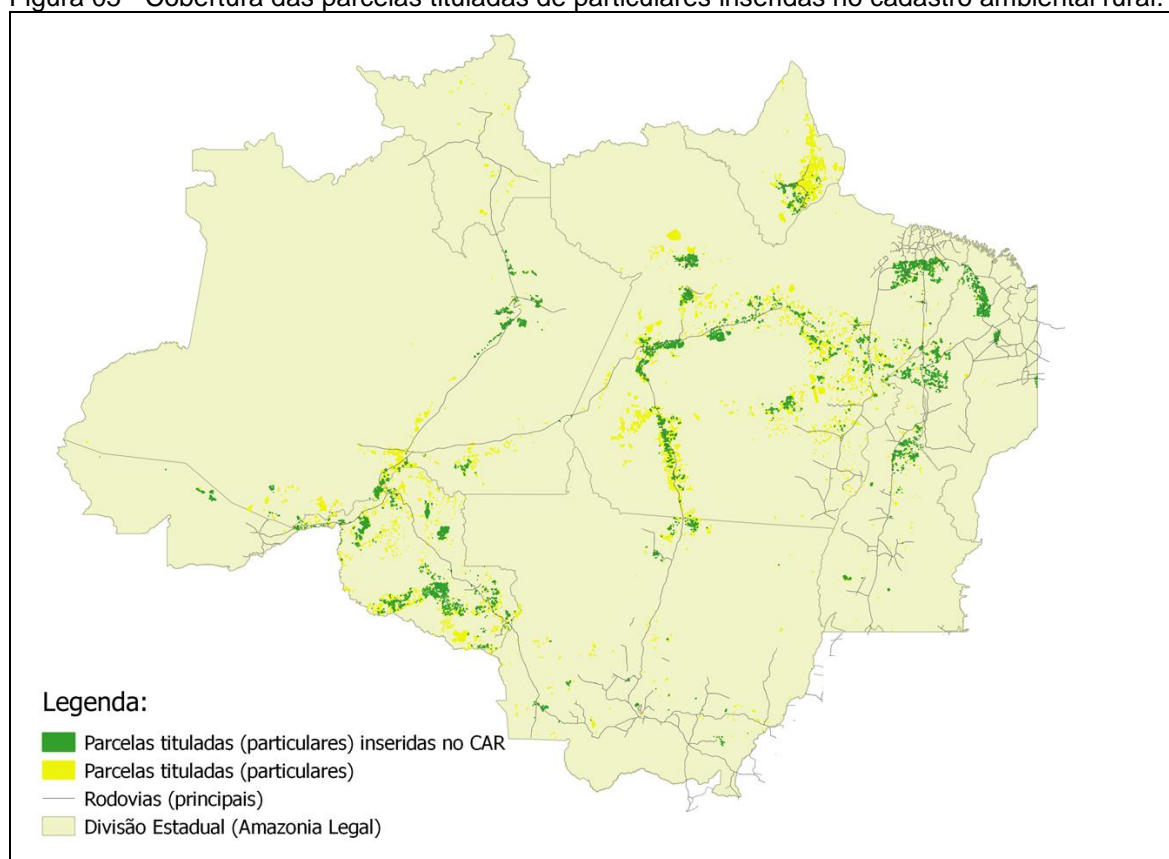 Figura 05 - Cobertura das parcelas tituladas de particulares inseridas no cadastro ambiental rural.
Legenda:
Parcelas tituladas (particulares) inseridas no CAR
Parcelas tituladas (particulares)
Rodovias (principais)
Divisão Estadual (Amazonia Legal)